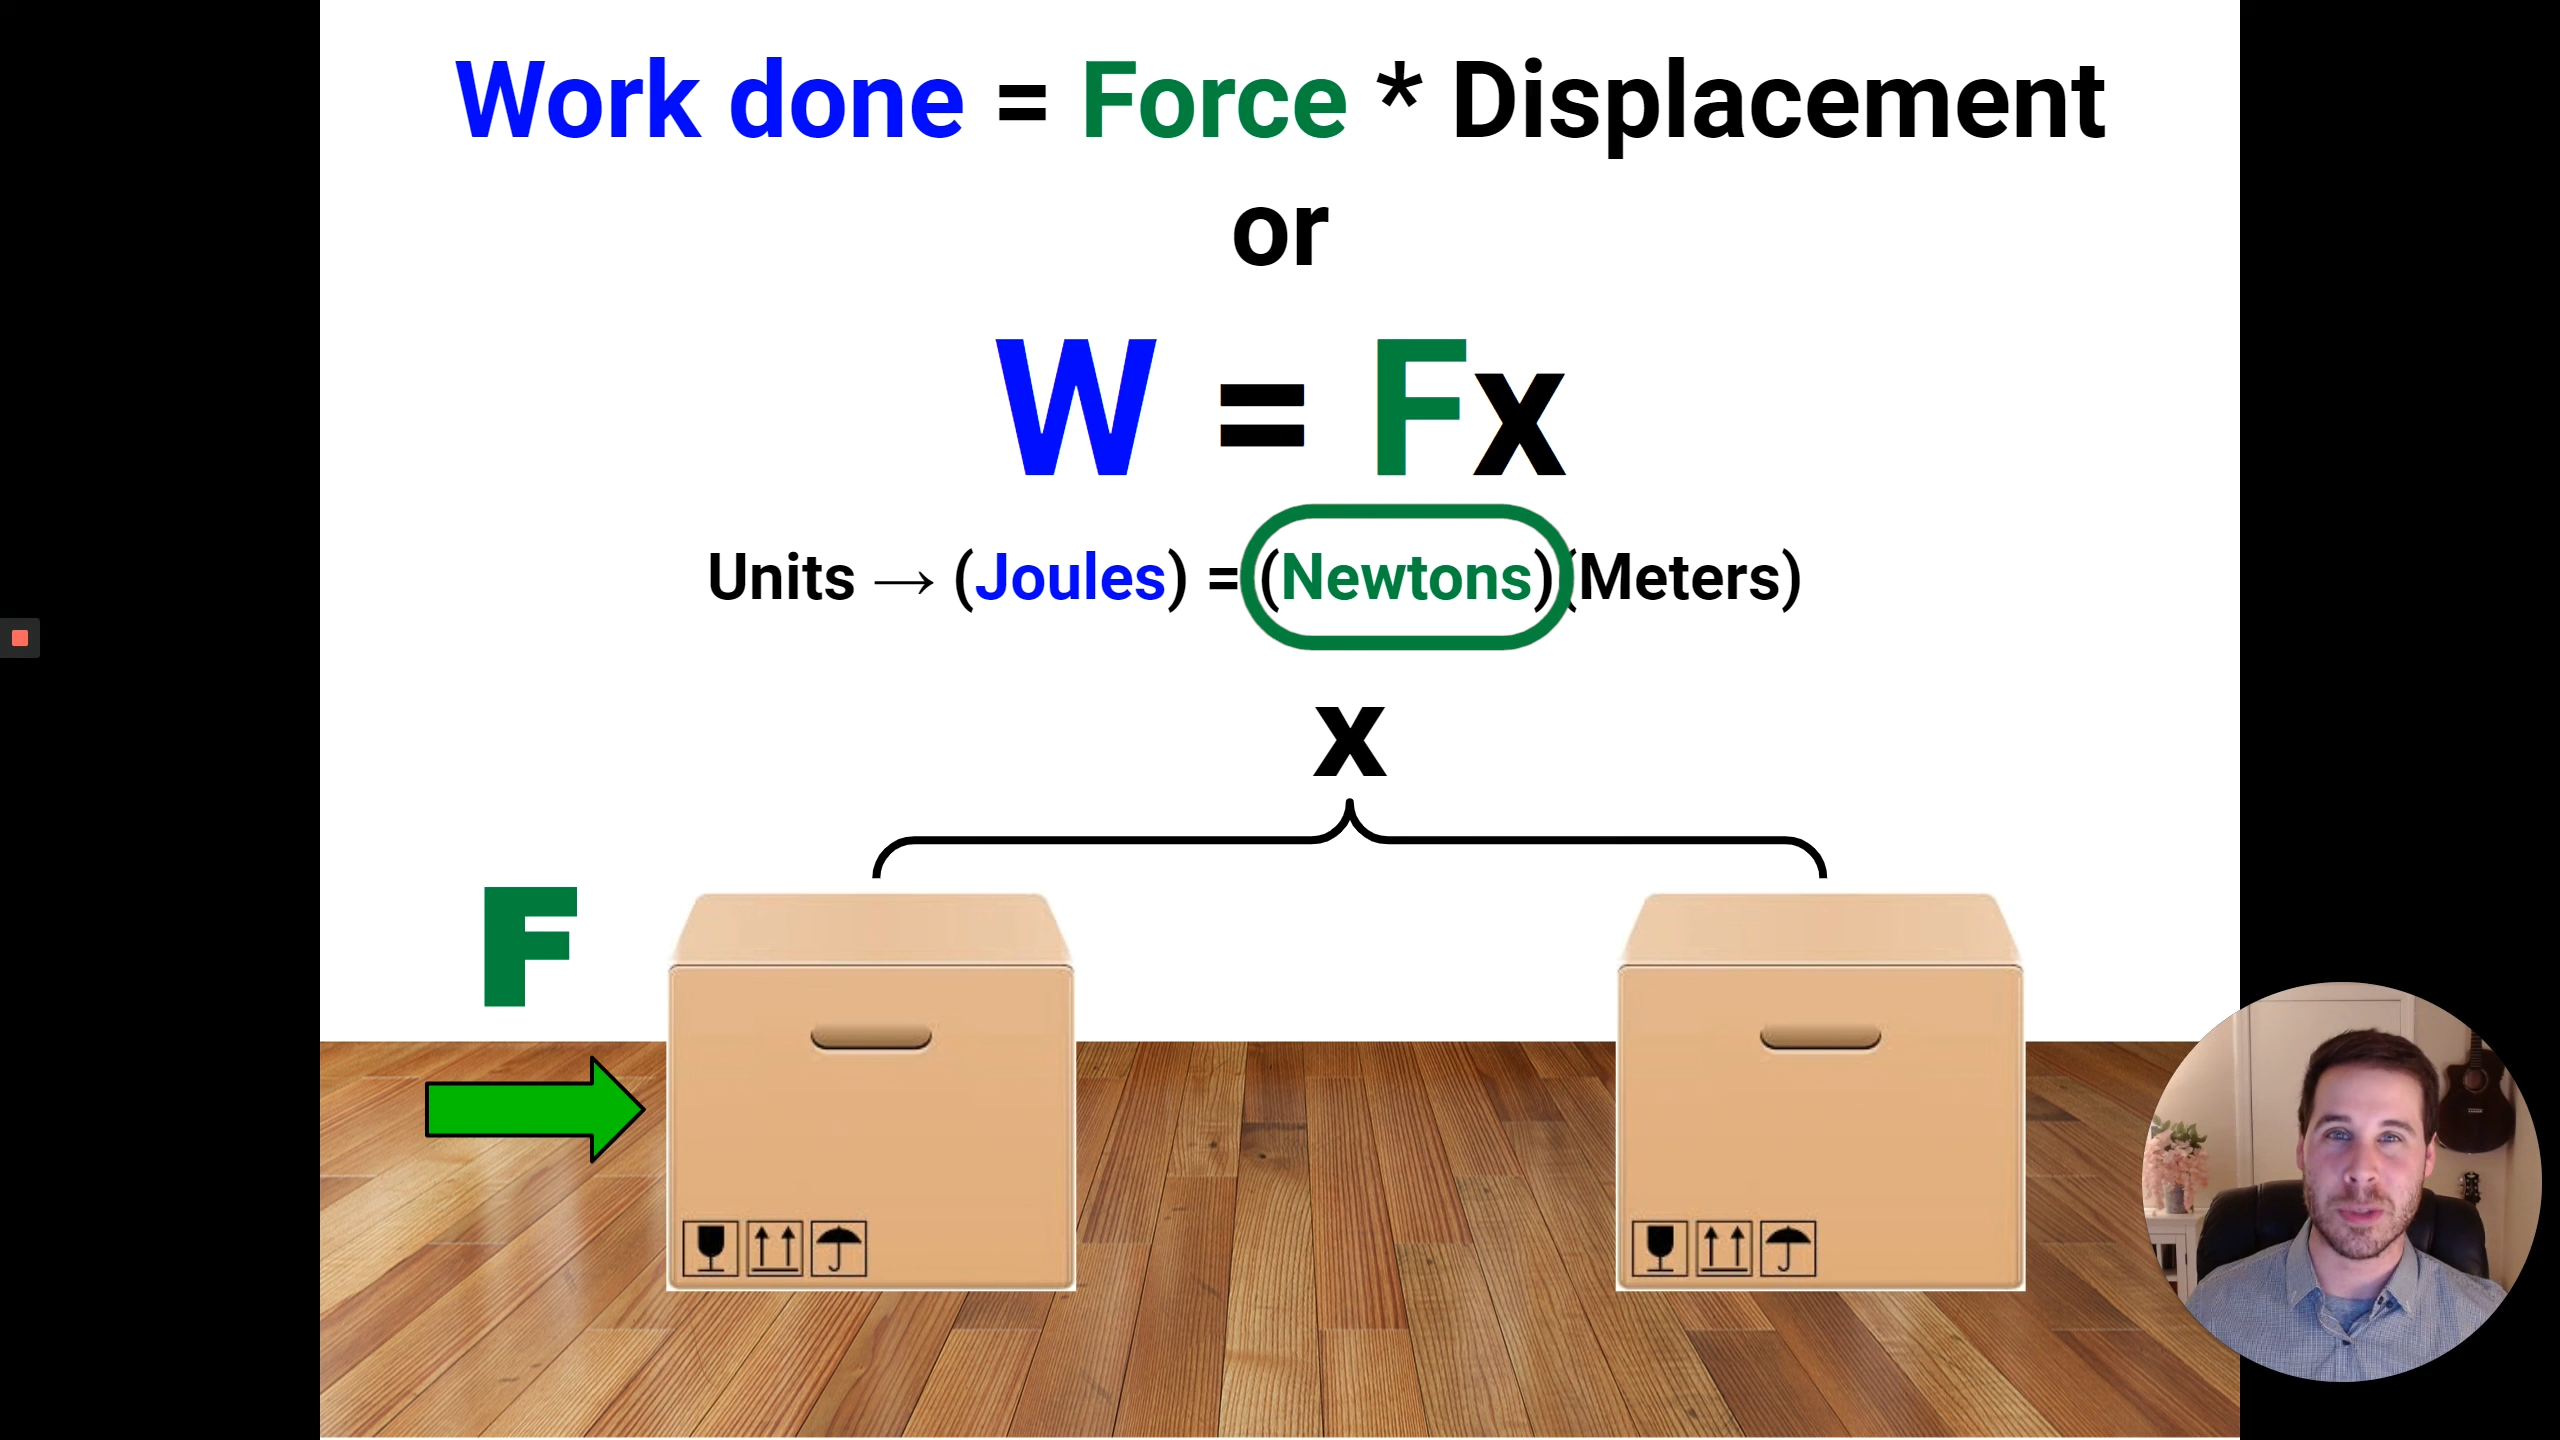 Work done = Force * Displacement
or
W = Fx
Units → (Joules) = (Newtons)(Meters)
x
F